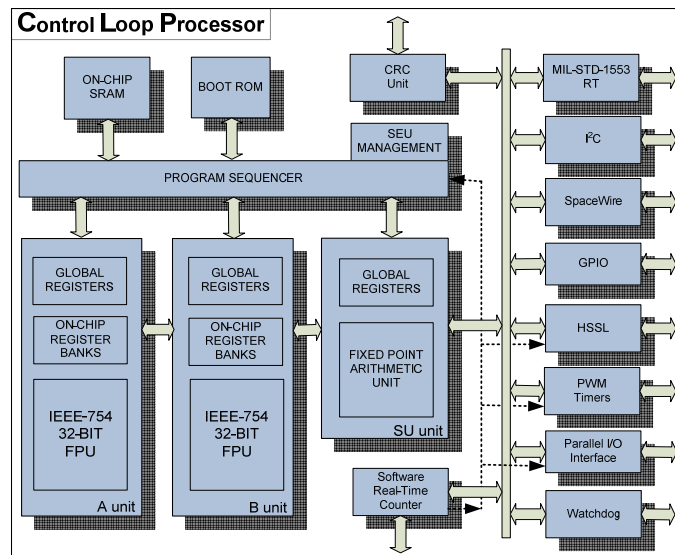 Control Loop Processor
ON-CHIP
SRAM
BOOT ROM
CRC
Unit
SEU
MANAGEMENT
PROGRAM SEQUENCER
GLOBAL
REGISTERS
ON-CHIP
REGISTER
BANKS
IEEE-754
32-BIT
FPU
A unit
GLOBAL
REGISTERS
ON-CHIP
REGISTER
BANKS
IEEE-754
32-BIT
FPU
B unit
GLOBAL
REGISTERS
FIXED POINT
ARITHMETIC
UNIT
SU unit
Software
Real-Time
Counter
MIL-STD-1553
RT
I²C
SpaceWire
GPIO
HSSL
PWM
Timers
Parallel I/O
Interface
Watchdog